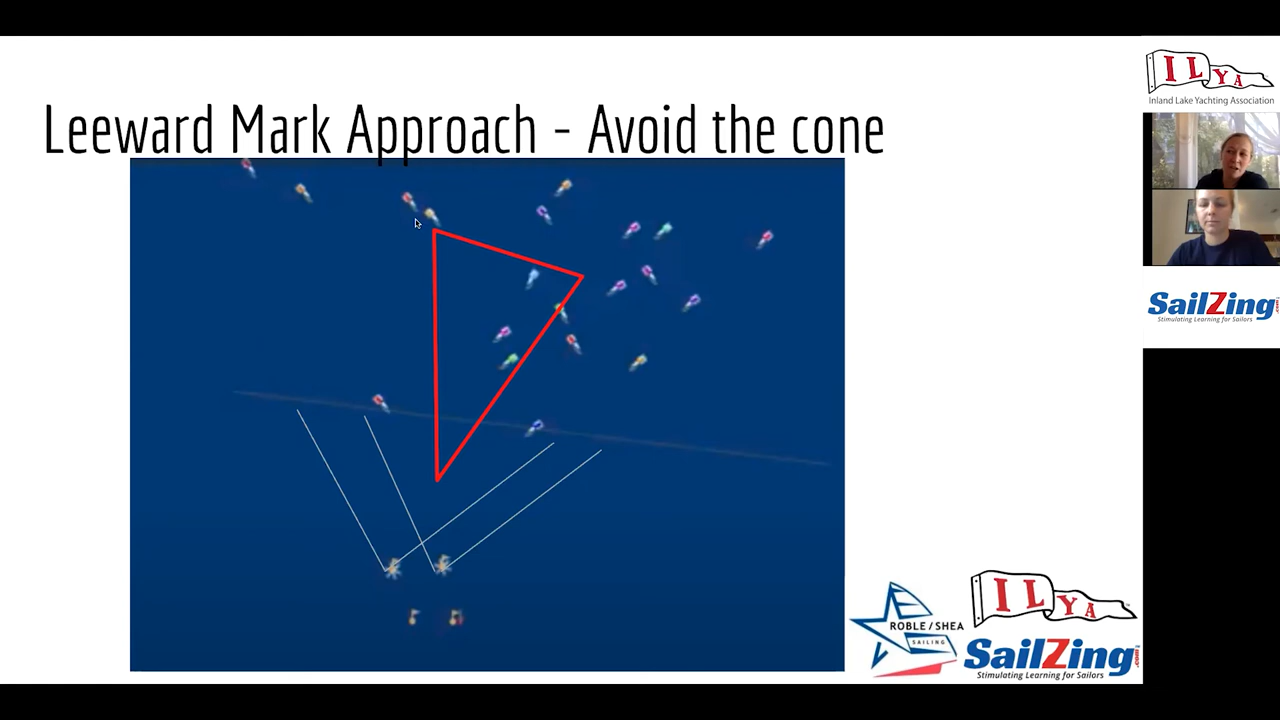 Leeward Mark Approach - Avoid the cone
ILYA
Inland Lake Yachting Association
SailZing
Stimulating Learning for Sailors
ROBLE / SHEA
SAILING
ILYA
SailZing
Stimulating Learning for Sailors